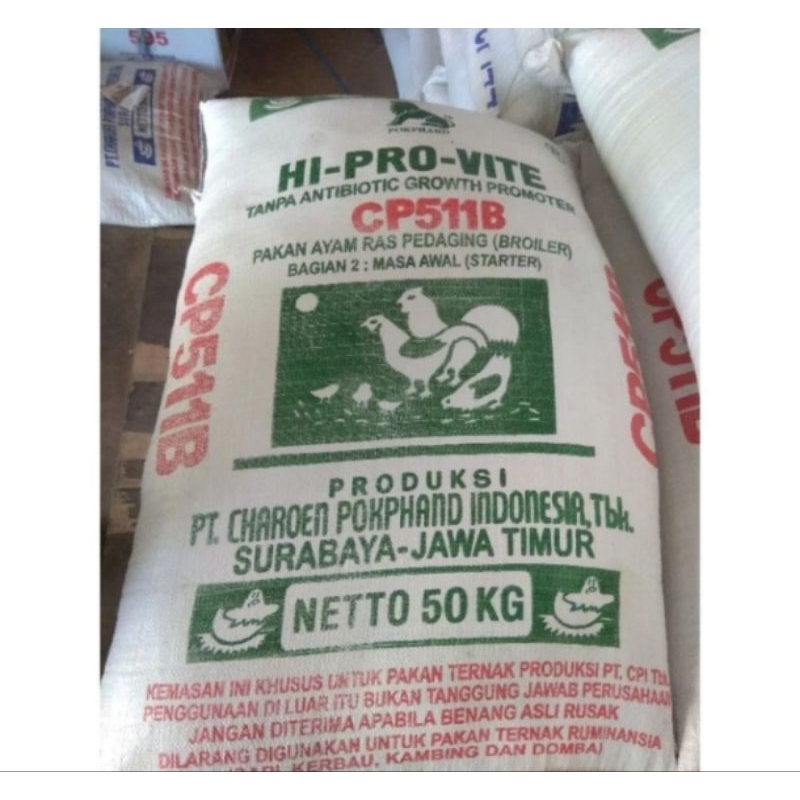 595
POKPHAND
HI-PRO-VITE
TANPA ANTIBIOTIC GROWTH PROMOTER
CP511B
PAKAN AYAM RAS PEDAGING (BROILER)
BAGIAN 2 : MASA AWAL (STARTER)
CP511B
CP511B
PRODUKSI
PT. CHAROEN POKPHAND INDONESIA, Tbk.
SURABAYA-JAWA TIMUR
NETTO 50 KG
KEMASAN INI KHUSUS UNTUK PAKAN TERNAK PRODUKSI PT. CPI Tbk
PENGGUNAAN DI LUAR ITU BUKAN TANGGUNG JAWAB PERUSAHAAN
JANGAN DITERIMA APABILA BENANG ASLI RUSAK
DILARANG DIGUNAKAN UNTUK PAKAN TERNAK RUMINANSIA
KERBAU, KAMBING DAN DOMBA)